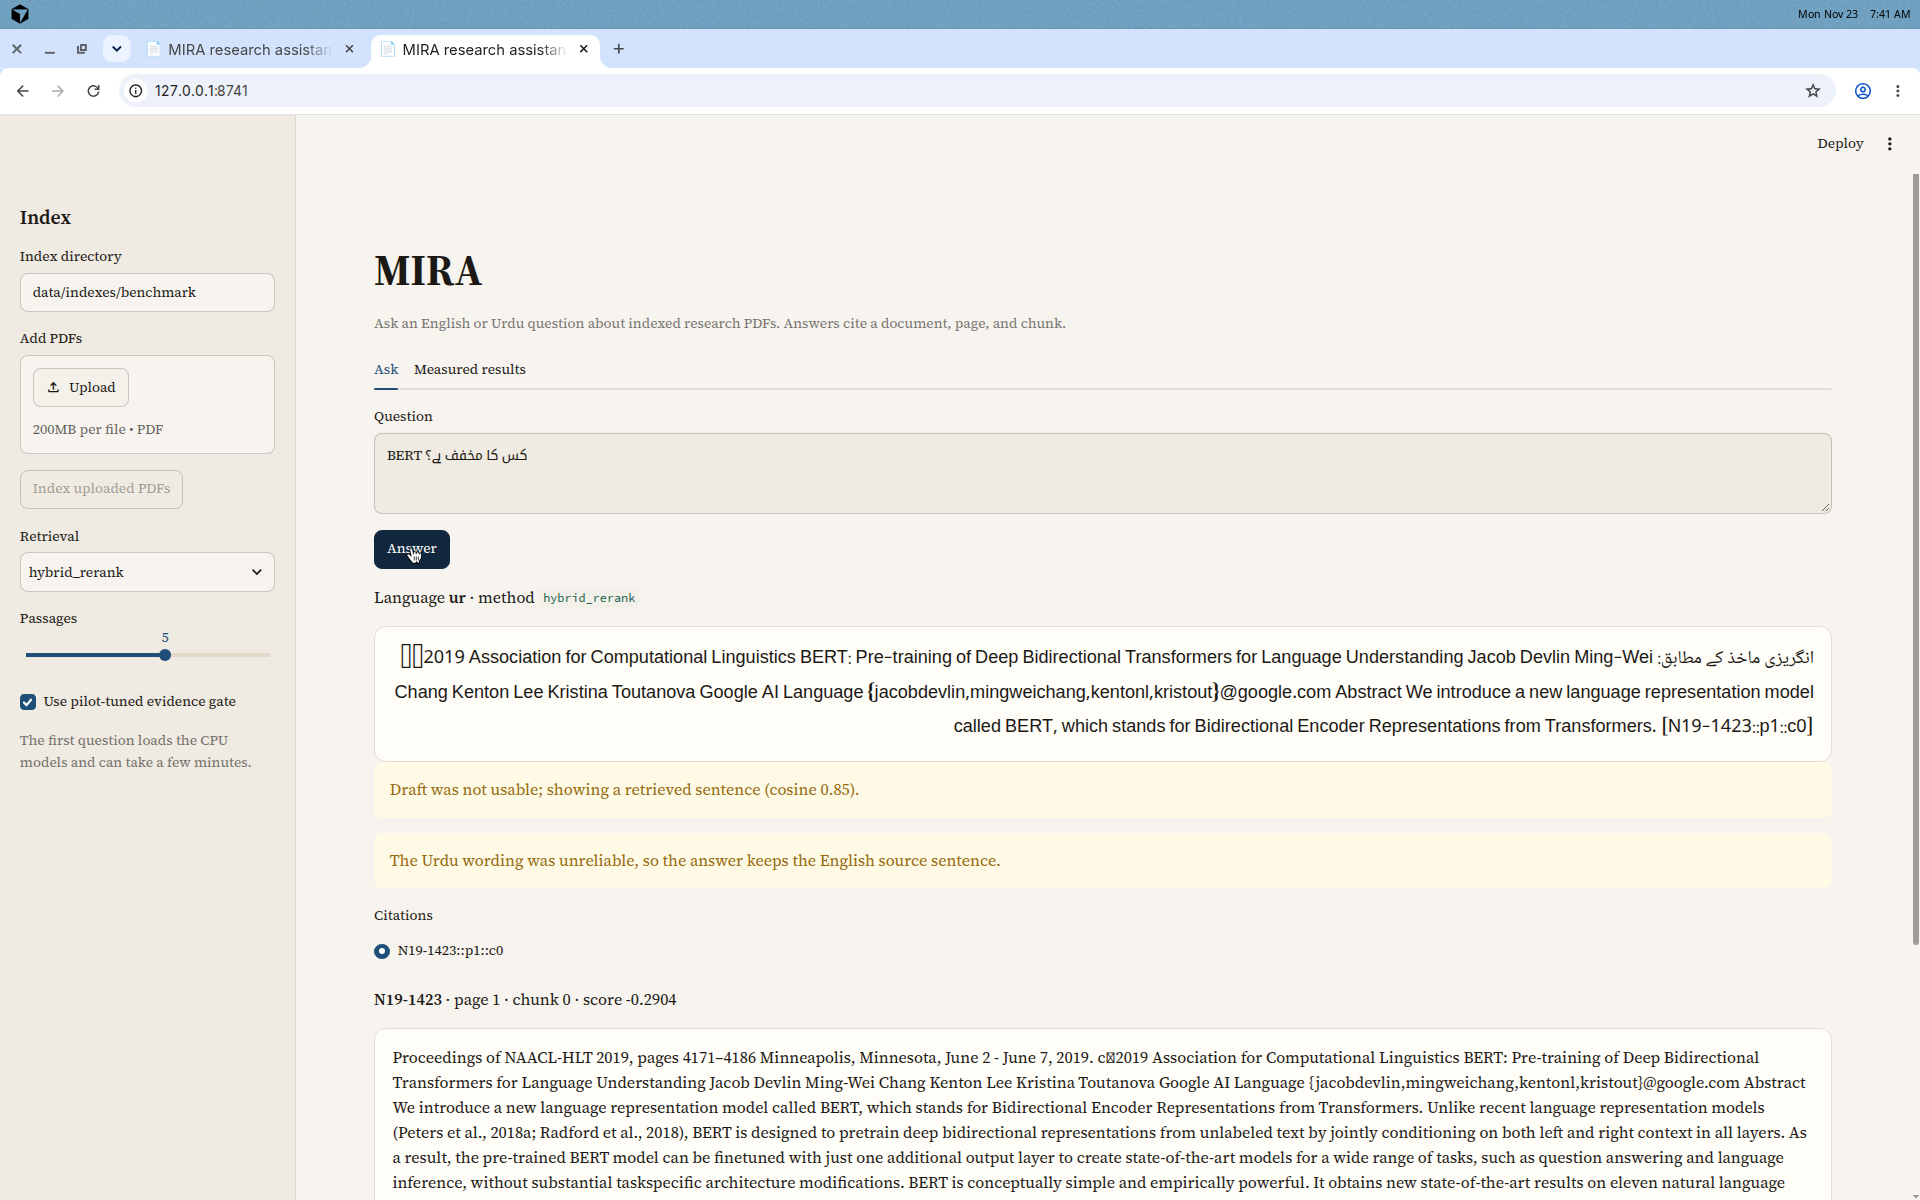 Mon Nov 23 7:41 AM
MIRA research assistan
MIRA research assistan
127.0.0.1:8741
Deploy
Index
Index directory
data/indexes/benchmark
Add PDFs
Upload
200MB per file • PDF
Index uploaded PDFs
Retrieval
hybrid_rerank
Passages
5
Use pilot-tuned evidence gate
The first question loads the CPU
models and can take a few minutes.
MIRA
Ask an English or Urdu question about indexed research PDFs. Answers cite a document, page, and chunk.
Ask Measured results
Question
BERT کس کا مخفف ہے؟
Answer
Language ur · method hybrid_rerank
انگریزی ماخذ کے مطابق: 2019 Association for Computational Linguistics BERT: Pre-training of Deep Bidirectional Transformers for Language Understanding Jacob Devlin Ming-Wei
Chang Kenton Lee Kristina Toutanova Google AI Language {jacobdevlin,mingweichang,kentonl,kristout}@google.com Abstract We introduce a new language representation model
called BERT, which stands for Bidirectional Encoder Representations from Transformers. [N19-1423::p1::c0]
Draft was not usable; showing a retrieved sentence (cosine 0.85).
The Urdu wording was unreliable, so the answer keeps the English source sentence.
Citations
N19-1423::p1::c0
N19-1423 · page 1 · chunk 0 · score -0.2904
Proceedings of NAACL-HLT 2019, pages 4171–4186 Minneapolis, Minnesota, June 2 - June 7, 2019. c2019 Association for Computational Linguistics BERT: Pre-training of Deep Bidirectional
Transformers for Language Understanding Jacob Devlin Ming-Wei Chang Kenton Lee Kristina Toutanova Google AI Language {jacobdevlin,mingweichang,kentonl,kristout}@google.com Abstract
We introduce a new language representation model called BERT, which stands for Bidirectional Encoder Representations from Transformers. Unlike recent language representation models
(Peters et al., 2018a; Radford et al., 2018), BERT is designed to pretrain deep bidirectional representations from unlabeled text by jointly conditioning on both left and right context in all layers. As
a result, the pre-trained BERT model can be finetuned with just one additional output layer to create state-of-the-art models for a wide range of tasks, such as question answering and language
inference, without substantial taskspecific architecture modifications. BERT is conceptually simple and empirically powerful. It obtains new state-of-the-art results on eleven natural language